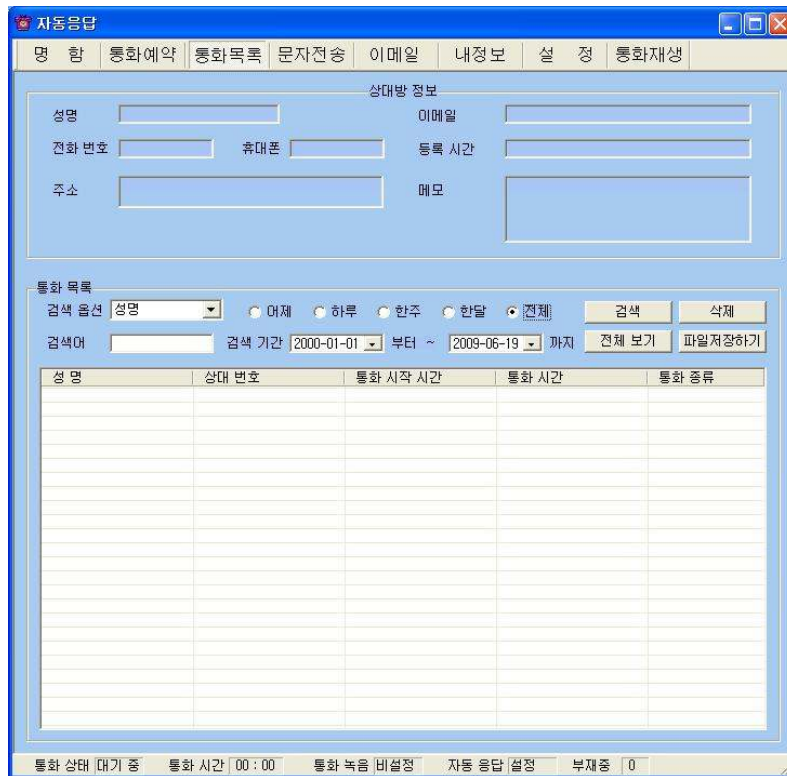 자동응답
명 함 통화예약 통화목록 문자전송 이메일 내정보 설 정 통화재생
상대방 정보
성명 이메일
전화 번호 휴대폰 등록 시간
주소 메모
통화 목록
검색 옵션 성명 어제 하루 한주 한달 전체 검색 삭제
검색어 검색 기간 2000-01-01 부터 ~ 2009-06-19 까지 전체 보기 파일저장하기
성 명 상대 번호 통화 시작 시간 통화 시간 통화 종류
통화 상태 대기 중 통화 시간 00 : 00 통화 녹음 비설정 자동 응답 설정 부재중 0